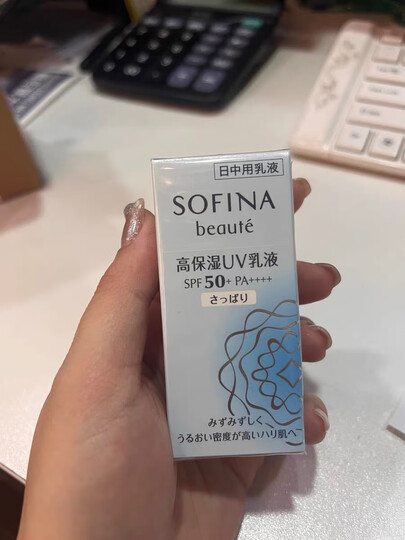 日中用乳液
SOFINA
beauté
高保湿UV乳液
SPF 50+ PA++++
さっぱり
みずみずしく、
うるおい密度が高いハリ肌へ